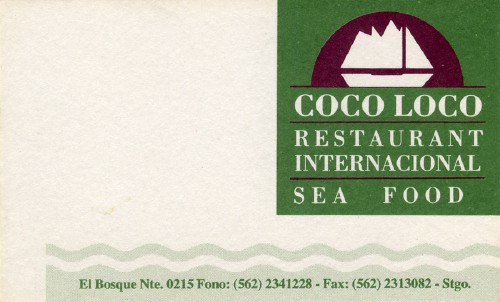 COCO LOCO
RESTAURANT
INTERNACIONAL
SEA FOOD
El Bosque Nte. 0215 Fono: (562) 2341228 - Fax: (562) 2313082 - Stgo.